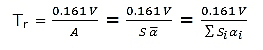 Tᵣ = 0.161 V / A = 0.161 V / S ᾱ = 0.161 V / ∑ Sᵢ αᵢ